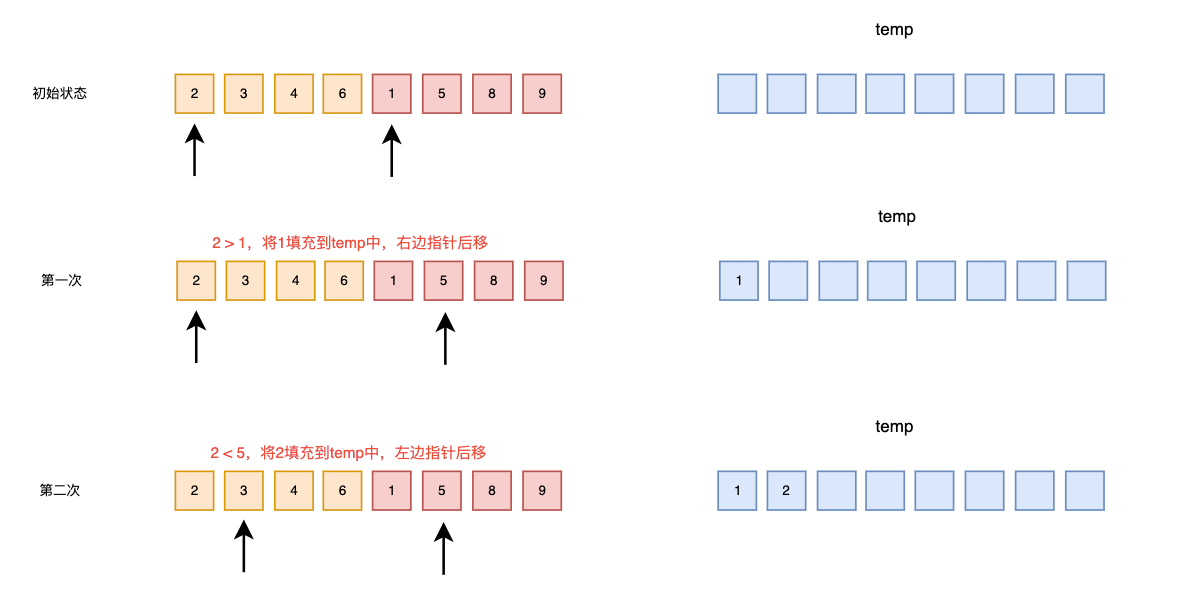 temp
初始状态 2 3 4 6 1 5 8 9
temp
2 > 1，将1填充到temp中，右边指针后移
第一次 2 3 4 6 1 5 8 9 1
temp
2 < 5，将2填充到temp中，左边指针后移
第二次 2 3 4 6 1 5 8 9 1 2